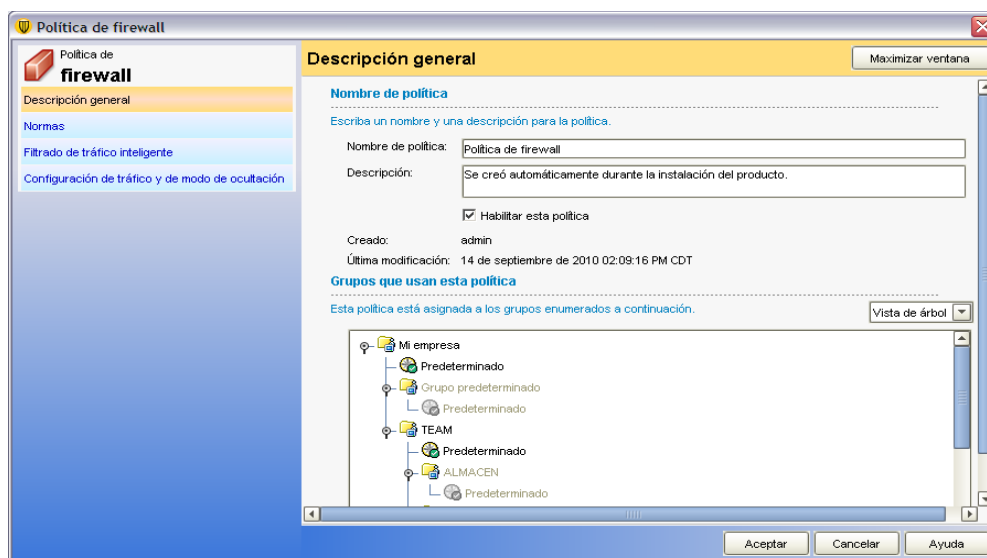 Política de firewall
Política de
firewall
Descripción general
Normas
Filtrado de tráfico inteligente
Configuración de tráfico y de modo de ocultación
Descripción general
Maximizar ventana
Nombre de política
Escriba un nombre y una descripción para la política.
Nombre de política: Política de firewall
Descripción: Se creó automáticamente durante la instalación del producto.
Habilitar esta política
Creado: admin
Última modificación: 14 de septiembre de 2010 02:09:16 PM CDT
Grupos que usan esta política
Esta política está asignada a los grupos enumerados a continuación.
Vista de árbol
Mi empresa
Predeterminado
Grupo predeterminado
Predeterminado
TEAM
Predeterminado
ALMACEN
Predeterminado
Aceptar Cancelar Ayuda